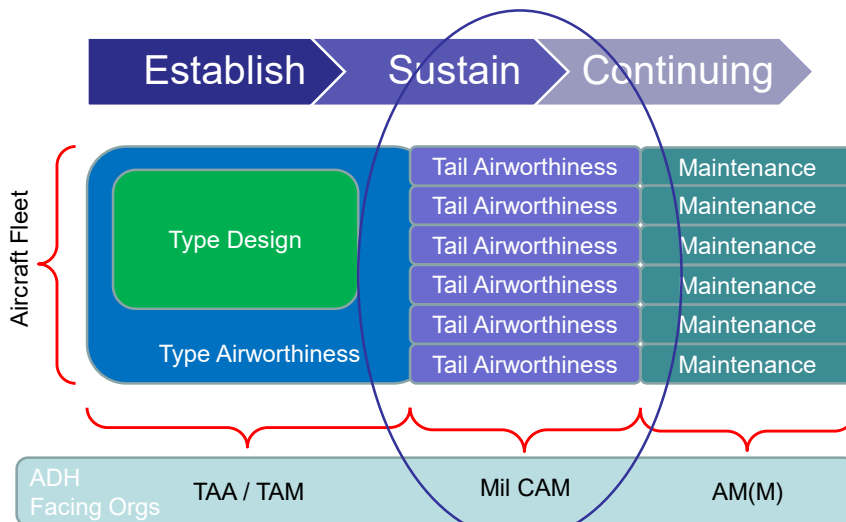 Establish
Sustain
Continuing
Aircraft Fleet
Type Design
Type Airworthiness
Tail Airworthiness
Maintenance
Tail Airworthiness
Maintenance
Tail Airworthiness
Maintenance
Tail Airworthiness
Maintenance
Tail Airworthiness
Maintenance
Tail Airworthiness
Maintenance
ADH
Facing Orgs
TAA / TAM
Mil CAM
AM(M)